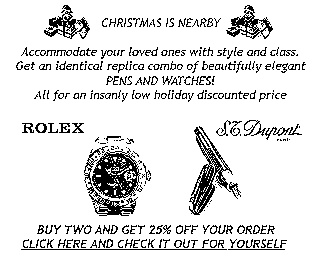 CHRISTMAS IS NEARBY
Accommodate your loved ones with style and class.
Get an identical replica combo of beautifully elegant
PENS AND WATCHES!
All for an insanly low holiday discounted price
ROLEX
S.T. Dupont
BUY TWO AND GET 25% OFF YOUR ORDER
CLICK HERE AND CHECK IT OUT FOR YOURSELF